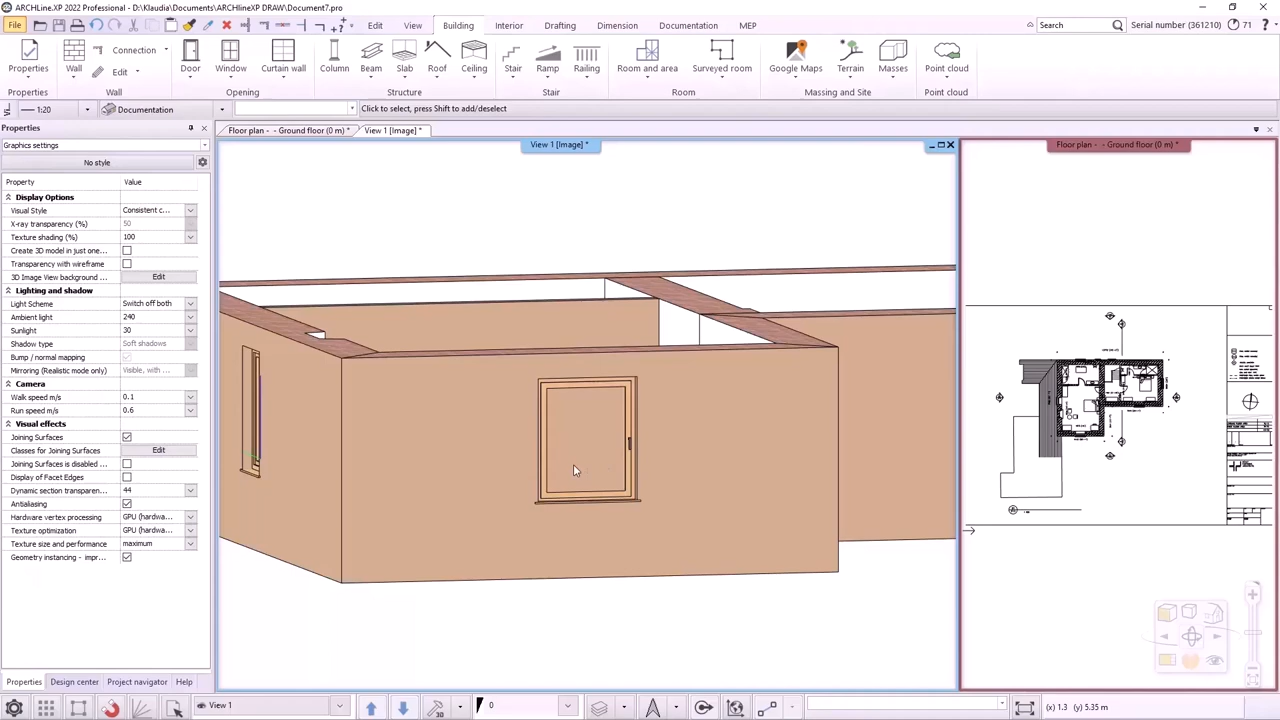 ARCHLine.XP 2022 Professional - D:\Klaudia\Documents\ARCHlineXP DRAW\Document7.pro
File
Edit View Building Interior Drafting Dimension Documentation MEP
Search Serial number (361210) 71
Properties Wall Connection Edit Door Window Curtain wall Column Beam Slab Roof Ceiling Stair Ramp Railing Room and area Surveyed room Google Maps Terrain Masses Point cloud
Properties Wall Opening Structure Stair Room Massing and Site Point cloud
1:20 Documentation Click to select, press Shift to add/deselect
Properties
Floor plan - - Ground floor (0 m) * View 1 [Image] *
Graphics settings
View 1 [Image] *
Floor plan - - Ground floor (0 m) *
No style
Property Value
Display Options
Visual Style Consistent c...
X-ray transparency (%) 50
Texture shading (%) 100
Create 3D model in just one...
Transparency with wireframe
3D Image View background ... Edit
Lighting and shadow
Light Scheme Switch off both
Ambient light 240
Sunlight 30
Shadow type Soft shadows
Bump / normal mapping
Mirroring (Realistic mode only) Visible, with ...
Camera
Walk speed m/s 0.1
Run speed m/s 0.6
Visual effects
Joining Surfaces
Classes for Joining Surfaces Edit
Joining Surfaces is disabled ...
Display of Facet Edges
Dynamic section transparen... 44
Antialiasing
Hardware vertex processing GPU (hardwa...
Texture optimization GPU (hardwa...
Texture size and performance maximum
Geometry instancing - impr...
Properties Design center Project navigator Help
View 1 30 0 (x) 1.3 (y) 5.35 m